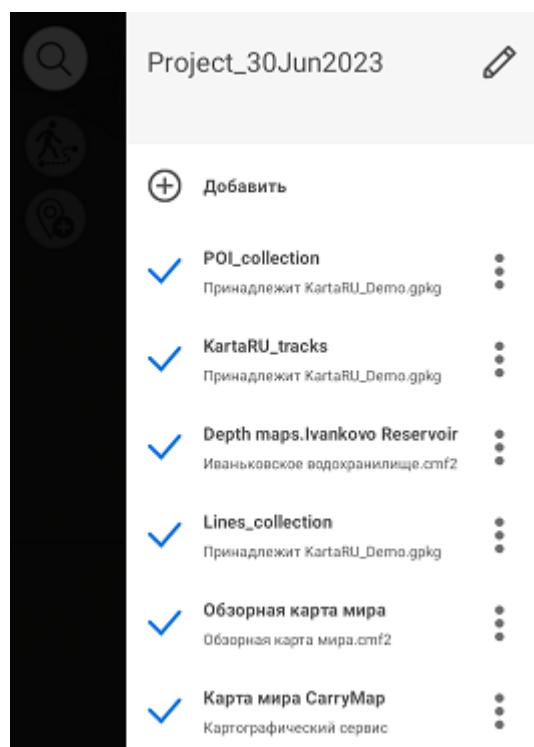 Project_30Jun2023
Добавить
POI_collection
Принадлежит KartaRU_Demo.gpkg
KartaRU_tracks
Принадлежит KartaRU_Demo.gpkg
Depth maps.Ivankovo Reservoir
Иваньковское водохранилище.cmf2
Lines_collection
Принадлежит KartaRU_Demo.gpkg
Обзорная карта мира
Обзорная карта мира.cmf2
Карта мира CarryMap
Картографический сервис